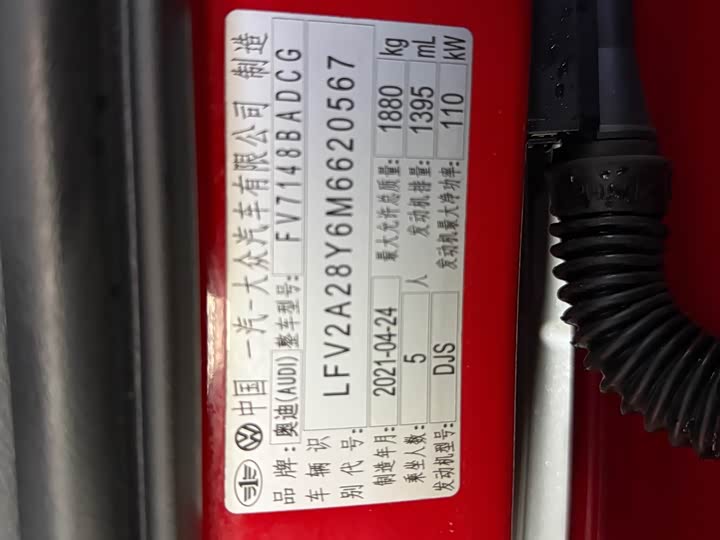 中国 一汽-大众汽车有限公司 制造
品牌: 奥迪(AUDI) 整车型号: FV7148BADCG
车辆识别代号: LFV2A28Y6M6620567
制造年月: 2021-04-24 最大允许总质量: 1880 kg
乘坐人数: 5 人 发动机排量: 1395 mL
发动机型号: DJS 发动机最大净功率: 110 kW